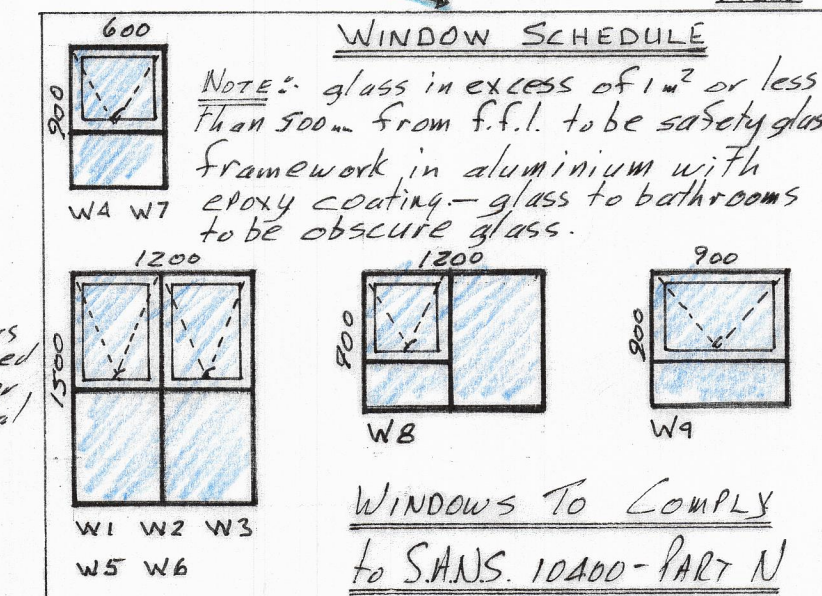 600
WINDOW SCHEDULE
NOTE:- glass in excess of 1m² or less
than 500mm from f.f.l. to be safety glas
framework in aluminium with
epoxy coating - glass to bathrooms
to be obscure glass.
900
W4 W7
1200
1500
W1 W2 W3
W5 W6
1200
900
W8
900
900
W9
WINDOWS TO COMPLY
to S.A.N.S. 10400-PART N